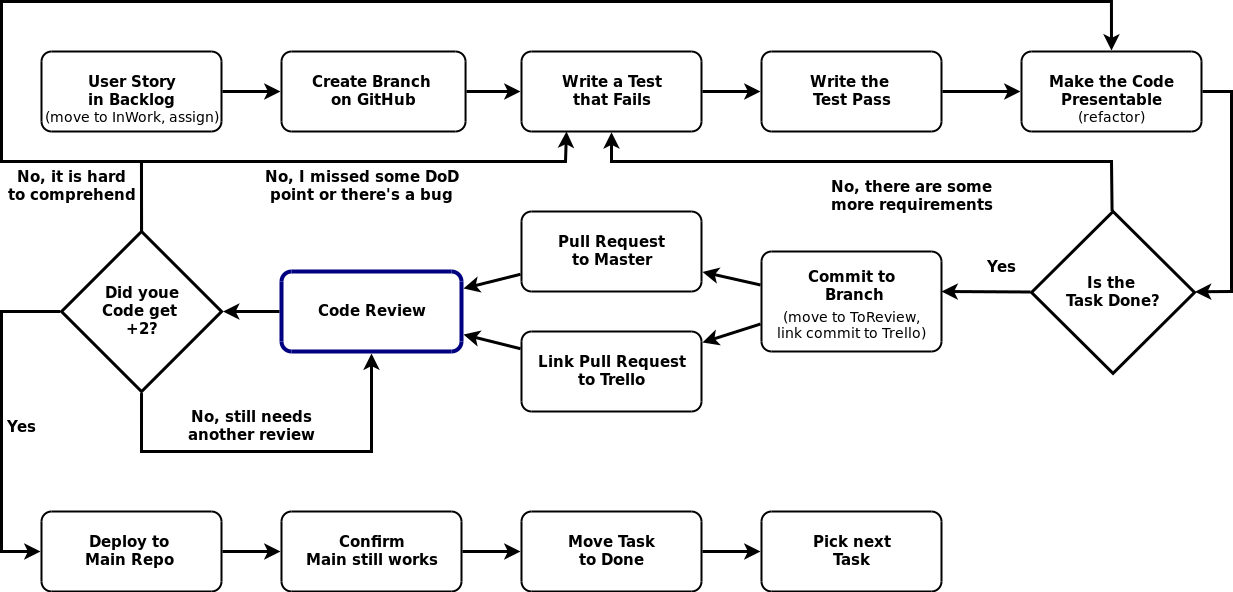 User Story
in Backlog
(move to InWork, assign)
Create Branch
on GitHub
Write a Test
that Fails
Write the
Test Pass
Make the Code
Presentable
(refactor)
No, it is hard
to comprehend
No, I missed some DoD
point or there's a bug
No, there are some
more requirements
Did youe
Code get
+2?
Code Review
Pull Request
to Master
Link Pull Request
to Trello
Commit to
Branch
(move to ToReview,
link commit to Trello)
Yes
Is the
Task Done?
No, still needs
another review
Yes
Deploy to
Main Repo
Confirm
Main still works
Move Task
to Done
Pick next
Task